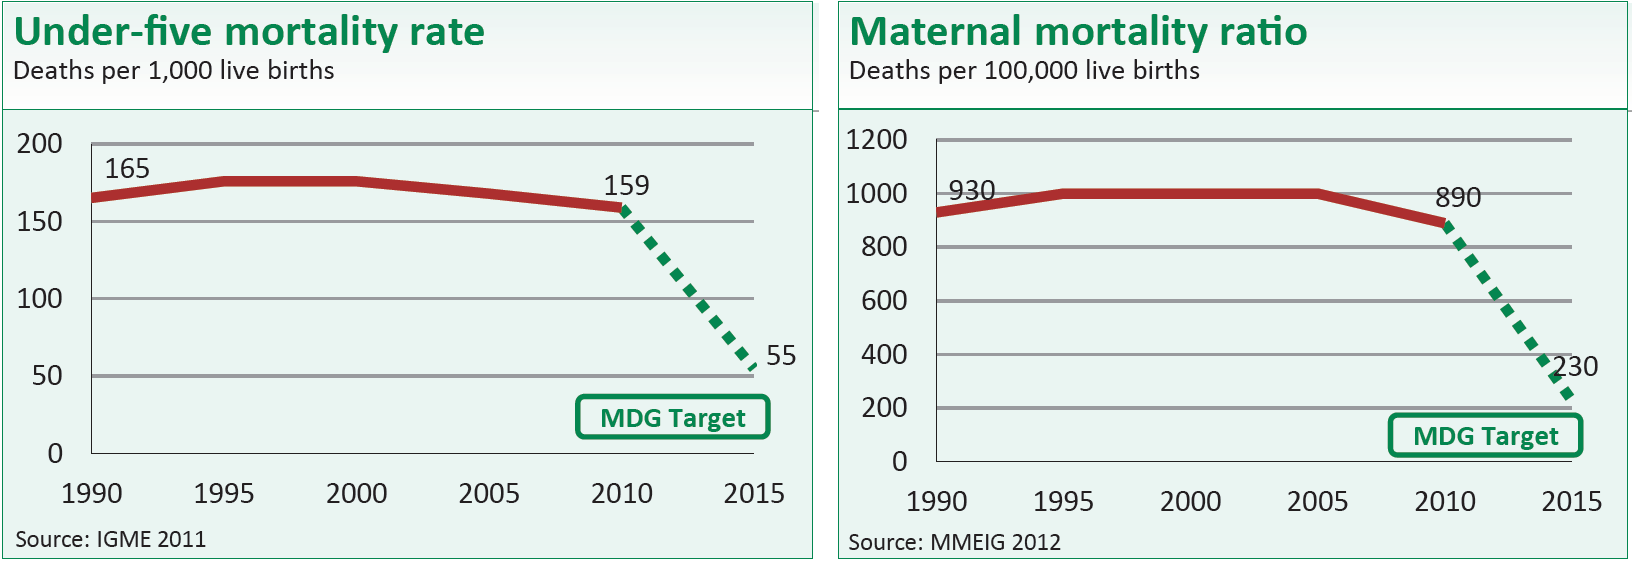 Under-five mortality rate
Deaths per 1,000 live births
200
150
100
50
0
165
159
55
MDG Target
1990 1995 2000 2005 2010 2015
Source: IGME 2011
Maternal mortality ratio
Deaths per 100,000 live births
1200
1000
800
600
400
200
0
930
890
230
MDG Target
1990 1995 2000 2005 2010 2015
Source: MMEIG 2012